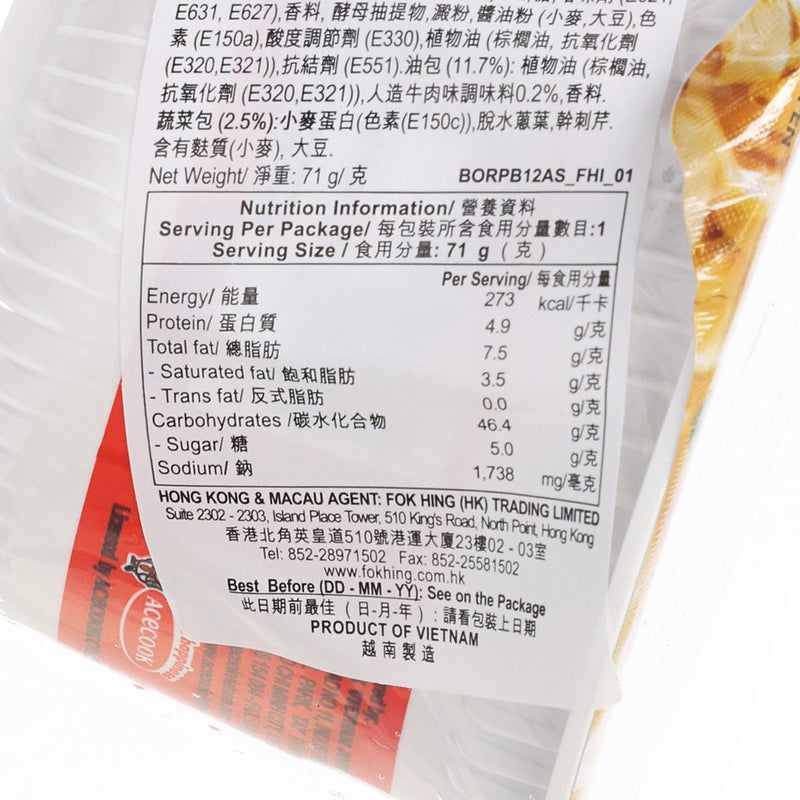 E631, E627),香料, 酵母抽提物,澱粉,醬油粉 (小麥,大豆),色
素 (E150a),酸度調節劑 (E330),植物油 (棕櫚油, 抗氧化劑
(E320,E321)),抗結劑 (E551).油包 (11.7%): 植物油 (棕櫚油,
抗氧化劑 (E320,E321)),人造牛肉味調味料0.2%,香料.
蔬菜包 (2.5%):小麥蛋白(色素(E150c)),脫水蔥葉,幹刺芹.
含有麩質(小麥), 大豆.
Net Weight/ 淨重: 71 g/ 克 BORPB12AS_FHI_01
Nutrition Information/ 營養資料
Serving Per Package/ 每包裝所含食用分量數目:1
Serving Size / 食用分量: 71 g ( 克 )
Per Serving/ 每食用分量
Energy/ 能量 273 kcal/千卡
Protein/ 蛋白質 4.9 g/克
Total fat/ 總脂肪 7.5 g/克
- Saturated fat/ 飽和脂肪 3.5 g/克
- Trans fat/ 反式脂肪 0.0 g/克
Carbohydrates /碳水化合物 46.4 g/克
- Sugar/ 糖 5.0 g/克
Sodium/ 鈉 1,738 mg/毫克
HONG KONG & MACAU AGENT: FOK HING (HK) TRADING LIMITED
Suite 2302 - 2303, Island Place Tower, 510 King's Road, North Point, Hong Kong
香港北角英皇道510號港運大廈23樓02 - 03室
Tel: 852-28971502 Fax: 852-25581502
www.fokhing.com.hk
Best Before (DD - MM - YY): See on the Package
此日期前最佳 ( 日-月-年 ) : 請看包裝上日期
PRODUCT OF VIETNAM
越南製造
Licensed by ACECOOK
ACECOOK